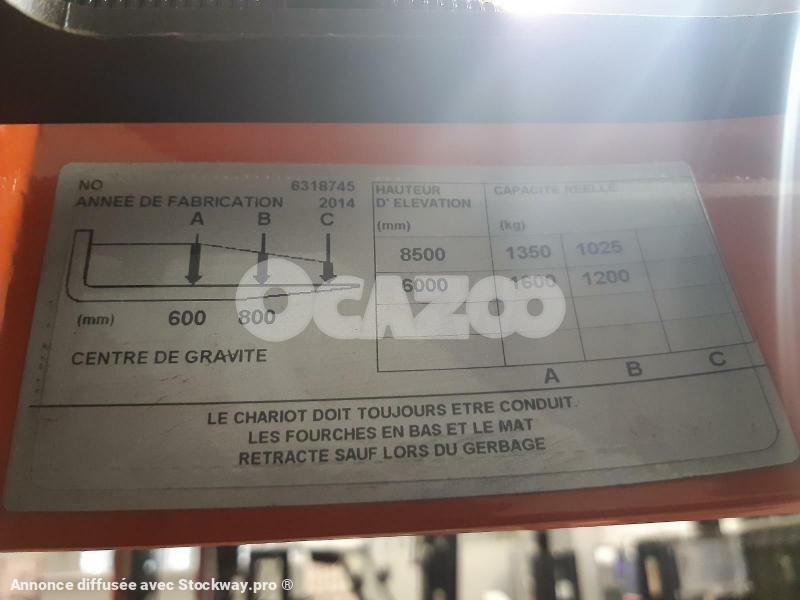 NO 6318745
ANNEE DE FABRICATION 2014
A B C
(mm) 600 800
CENTRE DE GRAVITE
HAUTEUR D' ELEVATION (mm) CAPACITE REELLE (kg)
8500 1350 1025
6000 1600 1200
A B C
LE CHARIOT DOIT TOUJOURS ETRE CONDUIT
LES FOURCHES EN BAS ET LE MAT
RETRACTE SAUF LORS DU GERBAGE
OCAZOO
Annonce diffusée avec Stockway.pro ®